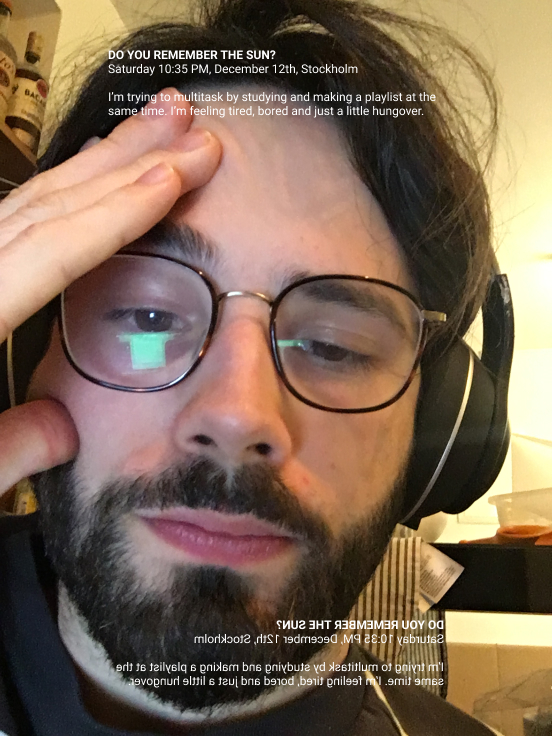 DO YOU REMEMBER THE SUN?
Saturday 10:35 PM, December 12th, Stockholm
I'm trying to multitask by studying and making a playlist at the
same time. I'm feeling tired, bored and just a little hungover.
DO YOU REMEMBER THE SUN?
Saturday 10:35 PM, December 12th, Stockholm
I'm trying to multitask by studying and making a playlist at the
same time. I'm feeling tired, bored and just a little hungover.